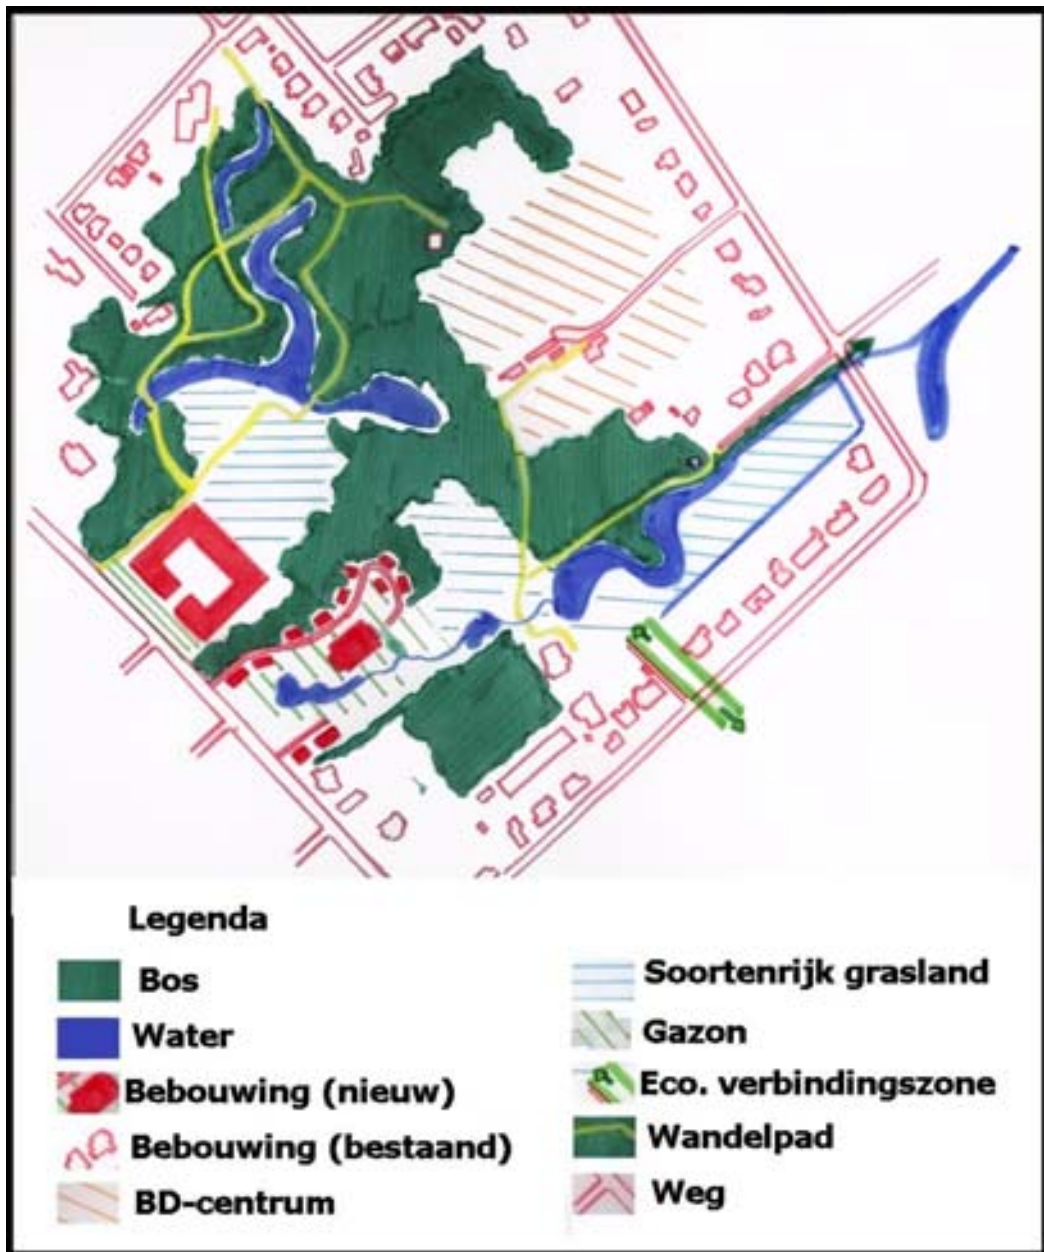 Legenda
Bos
Water
Bebouwing (nieuw)
Bebouwing (bestaand)
BD-centrum
Soortenrijk grasland
Gazon
Eco. verbindingszone
Wandelpad
Weg